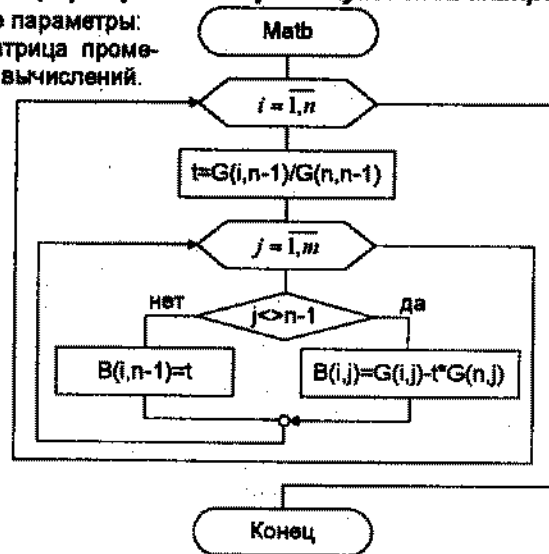 параметры:
трица проме-
вычислений.
Matb
i = 1,n
t=G(i,n-1)/G(n,n-1)
j = 1,m
нет
j<>n-1
да
B(i,n-1)=t
B(i,j)=G(i,j)-t*G(n,j)
Конец